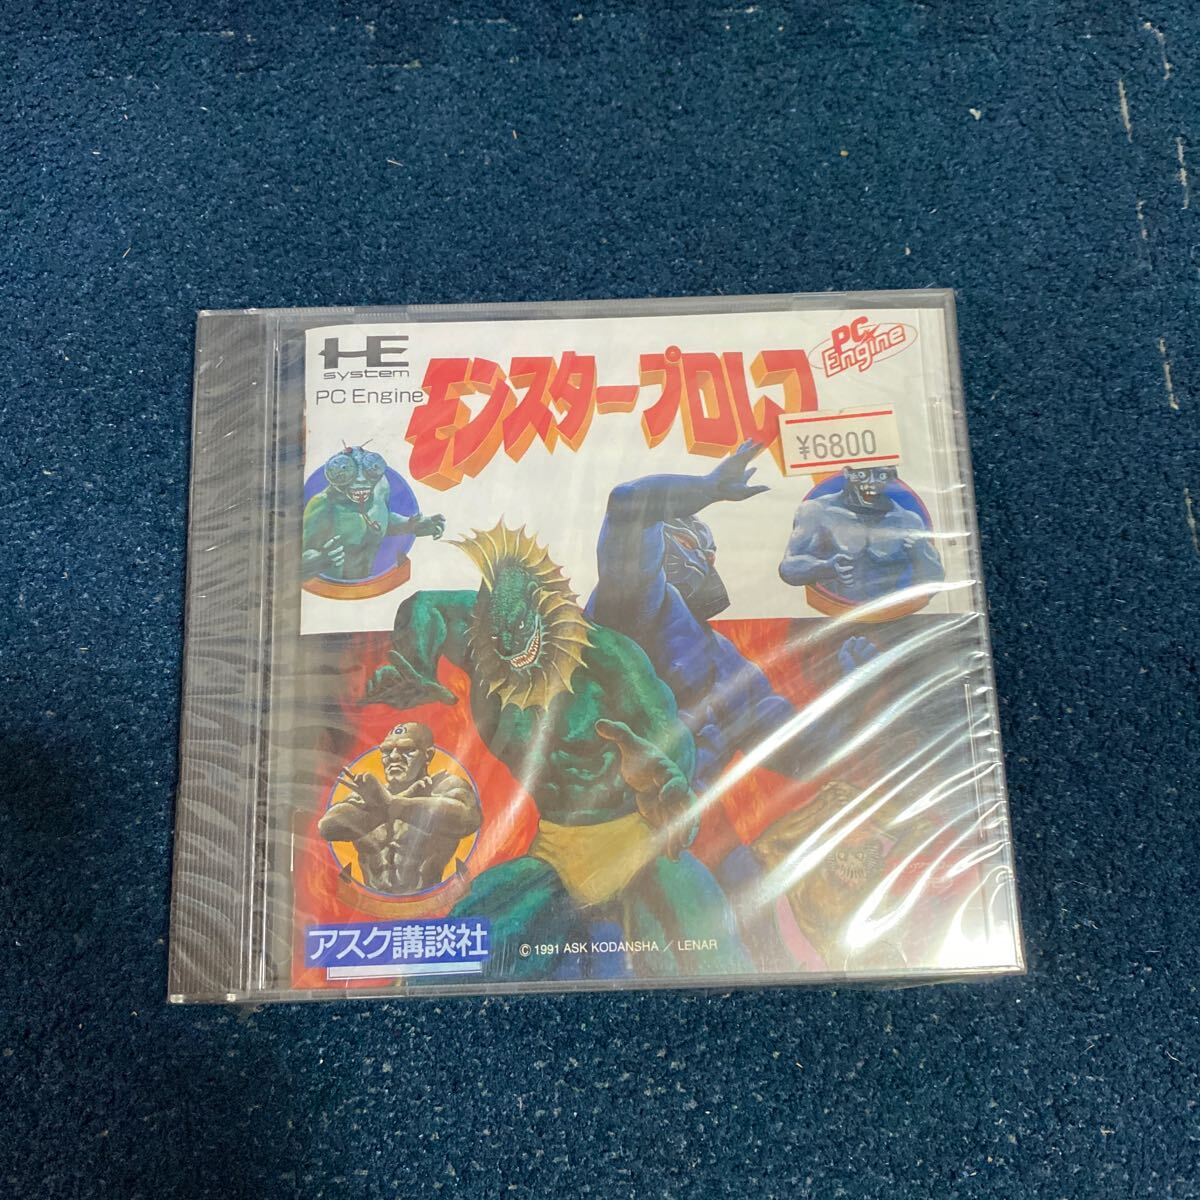 HE
system
PC Engine
モンスタープロレス
PC
Engine
¥6800
アスク講談社
© 1991 ASK KODANSHA / LENAR